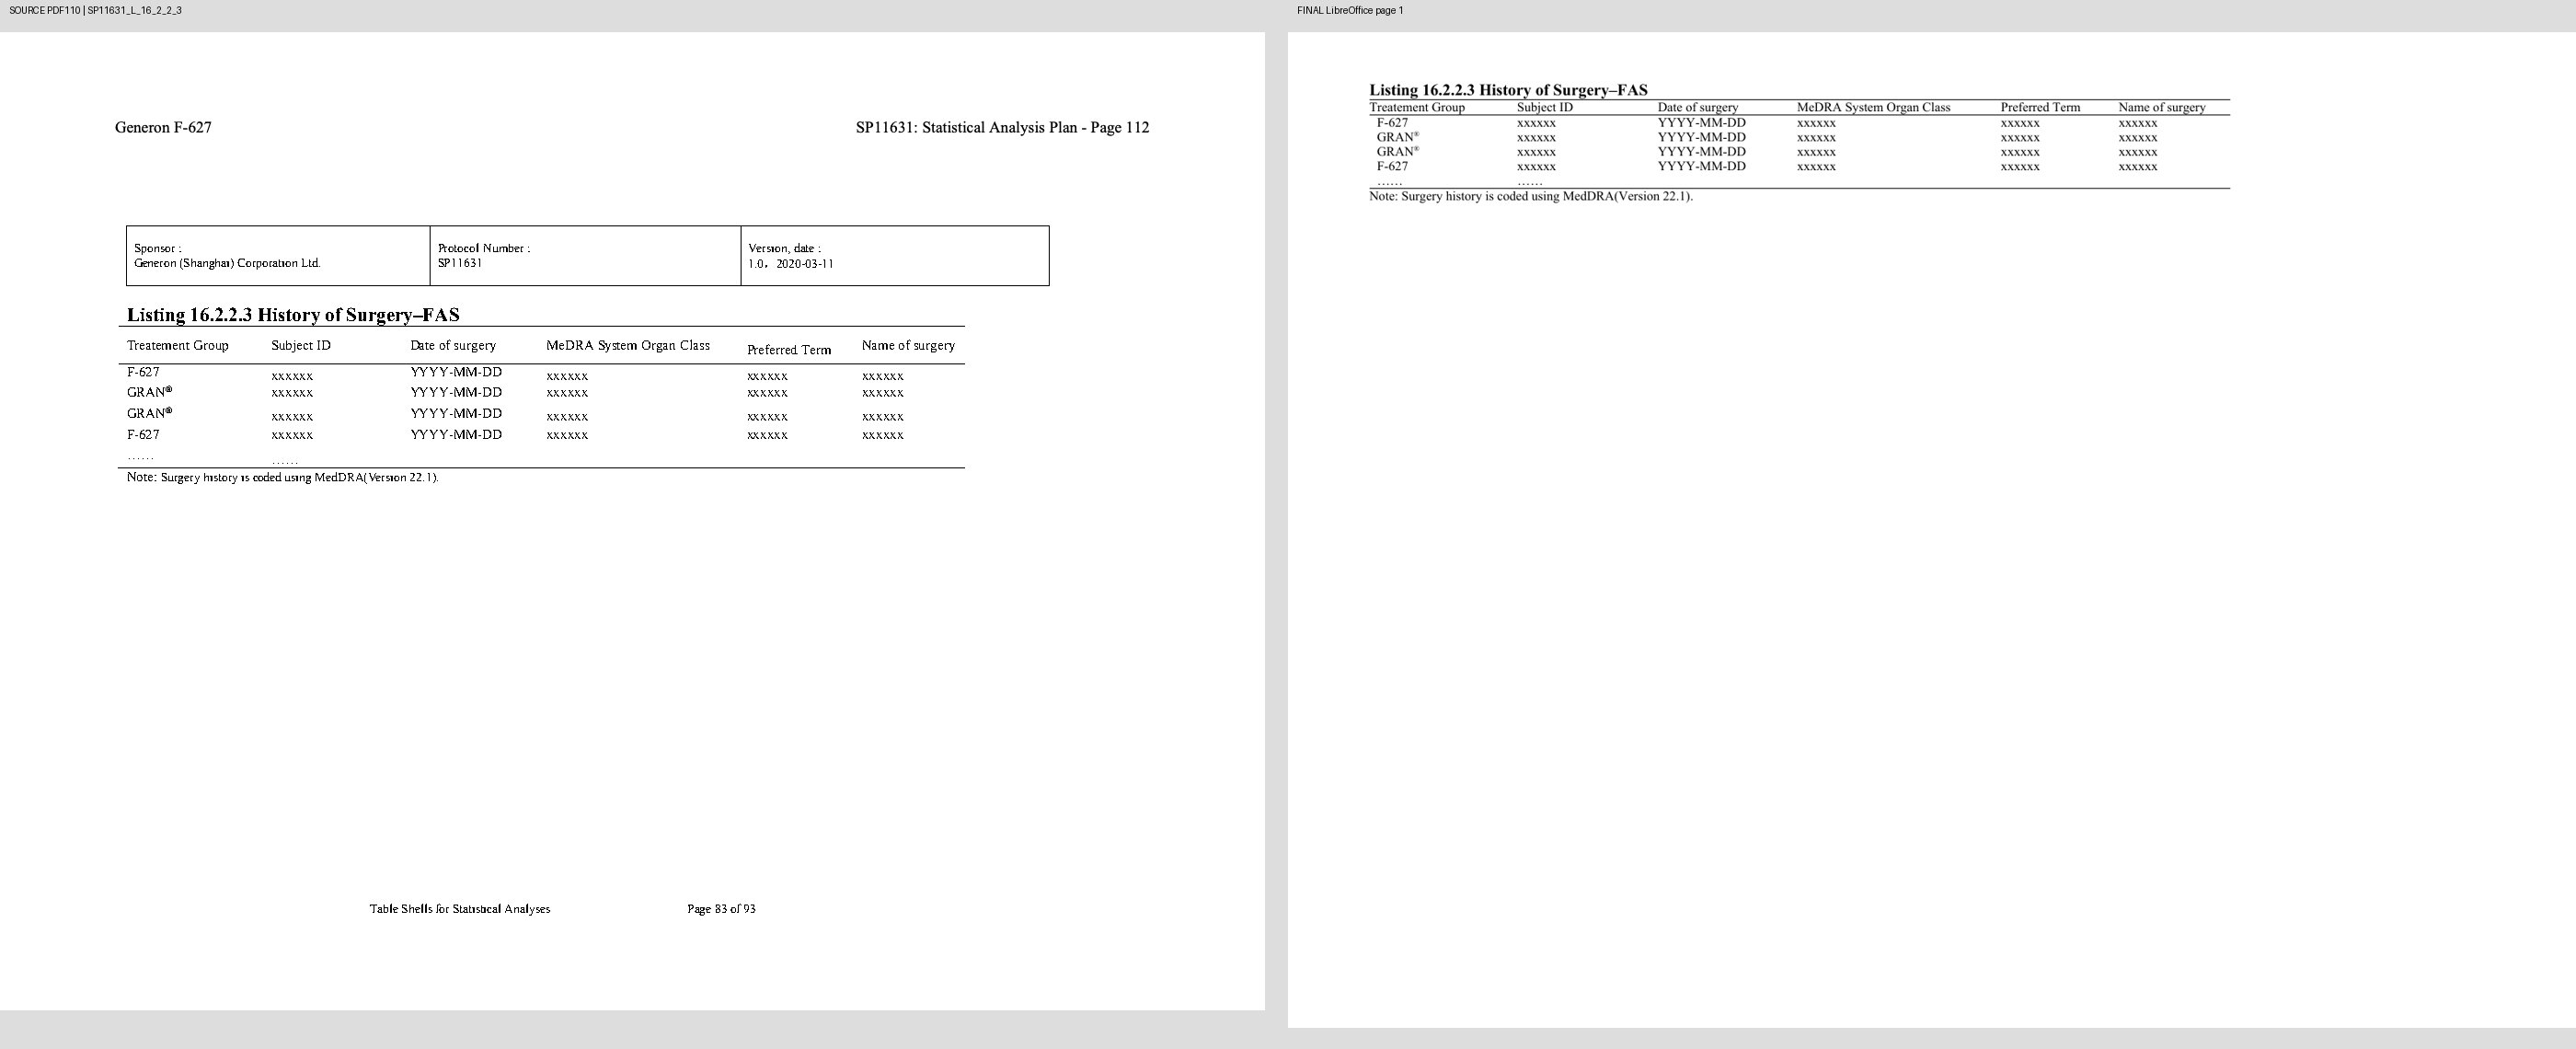 SOURCE PDF110 | SP11631_L_16_2_2_3
Generon F-627 SP11631: Statistical Analysis Plan - Page 112
Sponsor : Protocol Number : Version, date :
Generon (Shanghai) Corporation Ltd. SP11631 1.0, 2020-03-11
Listing 16.2.2.3 History of Surgery–FAS
Treatement Group Subject ID Date of surgery MeDRA System Organ Class Preferred Term Name of surgery
F-627 xxxxxx YYYY-MM-DD xxxxxx xxxxxx xxxxxx
GRAN® xxxxxx YYYY-MM-DD xxxxxx xxxxxx xxxxxx
GRAN® xxxxxx YYYY-MM-DD xxxxxx xxxxxx xxxxxx
F-627 xxxxxx YYYY-MM-DD xxxxxx xxxxxx xxxxxx
...... ......
Note: Surgery history is coded using MedDRA(Version 22.1).
Table Shells for Statistical Analyses Page 83 of 93
FINAL LibreOffice page 1
Listing 16.2.2.3 History of Surgery–FAS
Treatement Group Subject ID Date of surgery MeDRA System Organ Class Preferred Term Name of surgery
F-627 xxxxxx YYYY-MM-DD xxxxxx xxxxxx xxxxxx
GRAN® xxxxxx YYYY-MM-DD xxxxxx xxxxxx xxxxxx
GRAN® xxxxxx YYYY-MM-DD xxxxxx xxxxxx xxxxxx
F-627 xxxxxx YYYY-MM-DD xxxxxx xxxxxx xxxxxx
...... ......
Note: Surgery history is coded using MedDRA(Version 22.1).